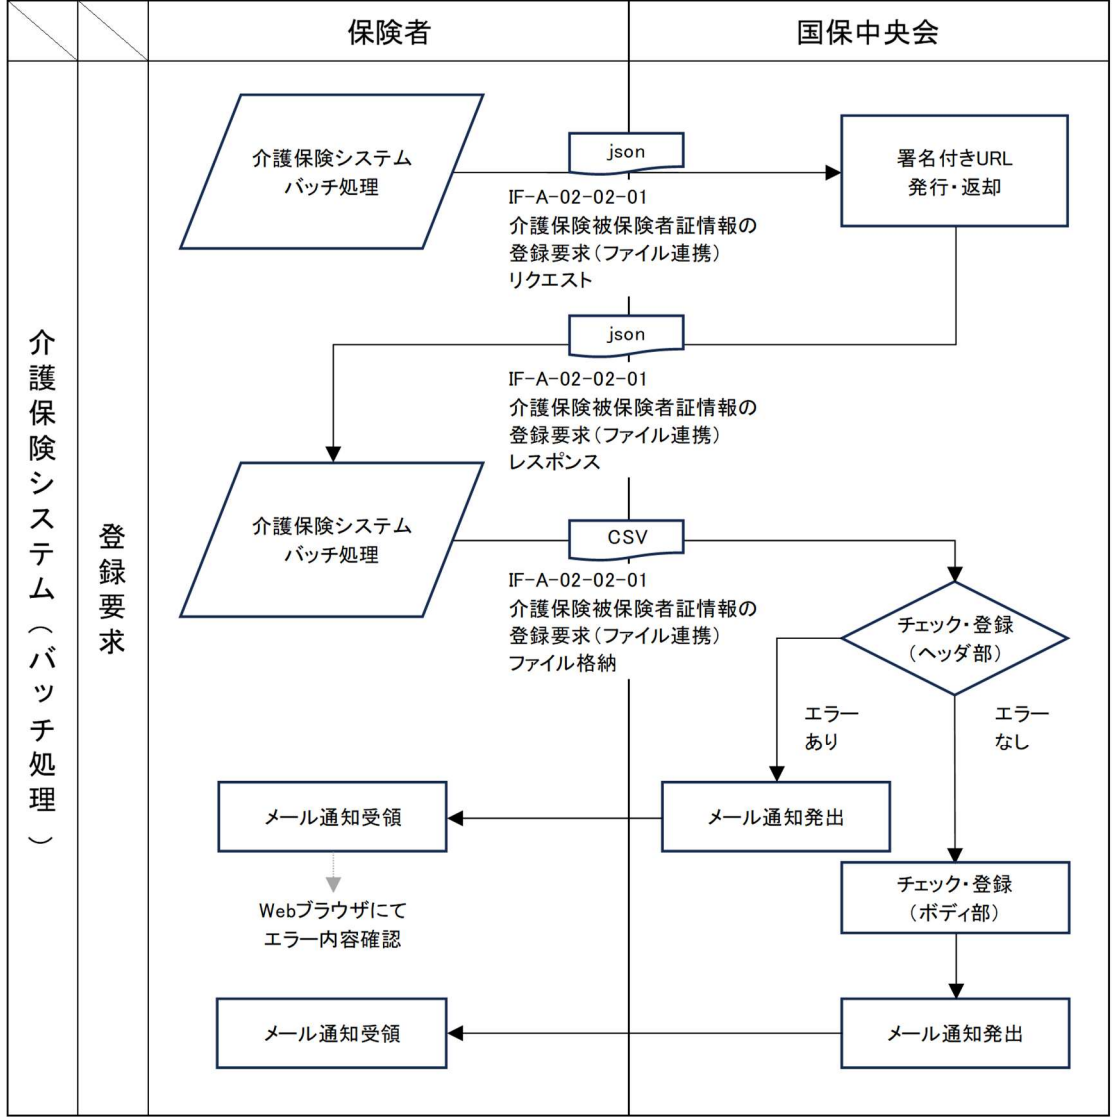 保険者
国保中央会
介護保険システム（バッチ処理）
登録要求
介護保険システム
バッチ処理
json
署名付きURL
発行・返却
IF-A-02-02-01
介護保険被保険者証情報の
登録要求（ファイル連携）
リクエスト
json
IF-A-02-02-01
介護保険被保険者証情報の
登録要求（ファイル連携）
レスポンス
介護保険システム
バッチ処理
CSV
IF-A-02-02-01
介護保険被保険者証情報の
登録要求（ファイル連携）
ファイル格納
チェック・登録
（ヘッダ部）
エラー
あり
エラー
なし
メール通知受領
メール通知発出
Webブラウザにて
エラー内容確認
チェック・登録
（ボディ部）
メール通知受領
メール通知発出